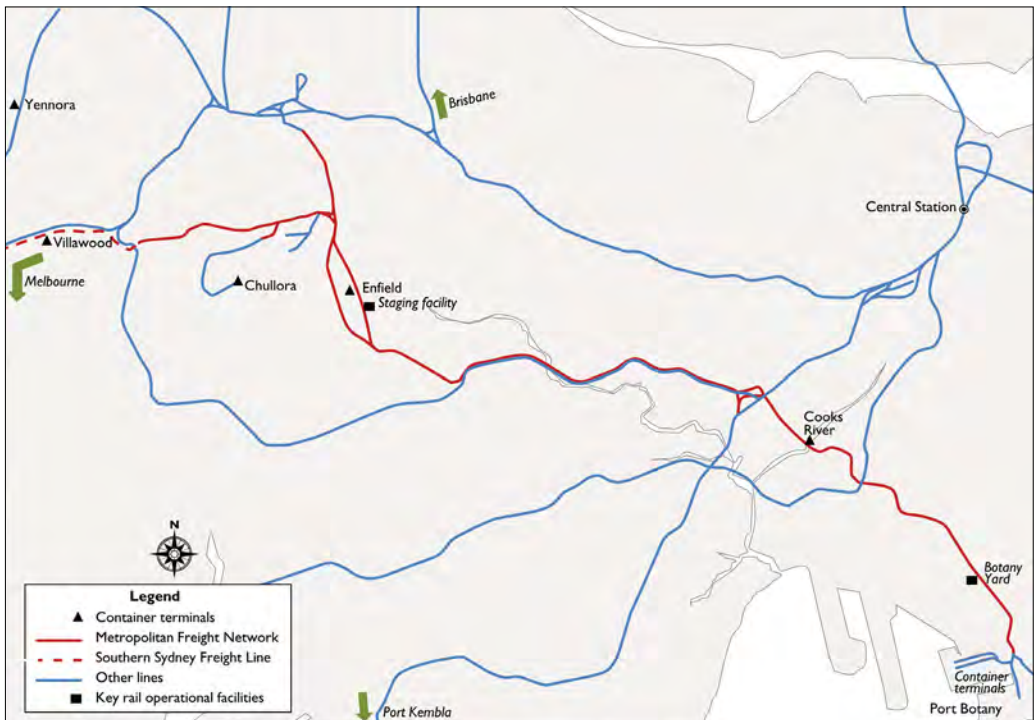 Yennora
Brisbane
Central Station
Villawood
Melbourne
Chullora
Enfield
Staging facility
Cooks
River
N
Botany
Yard
Legend
Container terminals
Metropolitan Freight Network
Southern Sydney Freight Line
Other lines
Key rail operational facilities
Container
terminals
Port Botany
Port Kembla